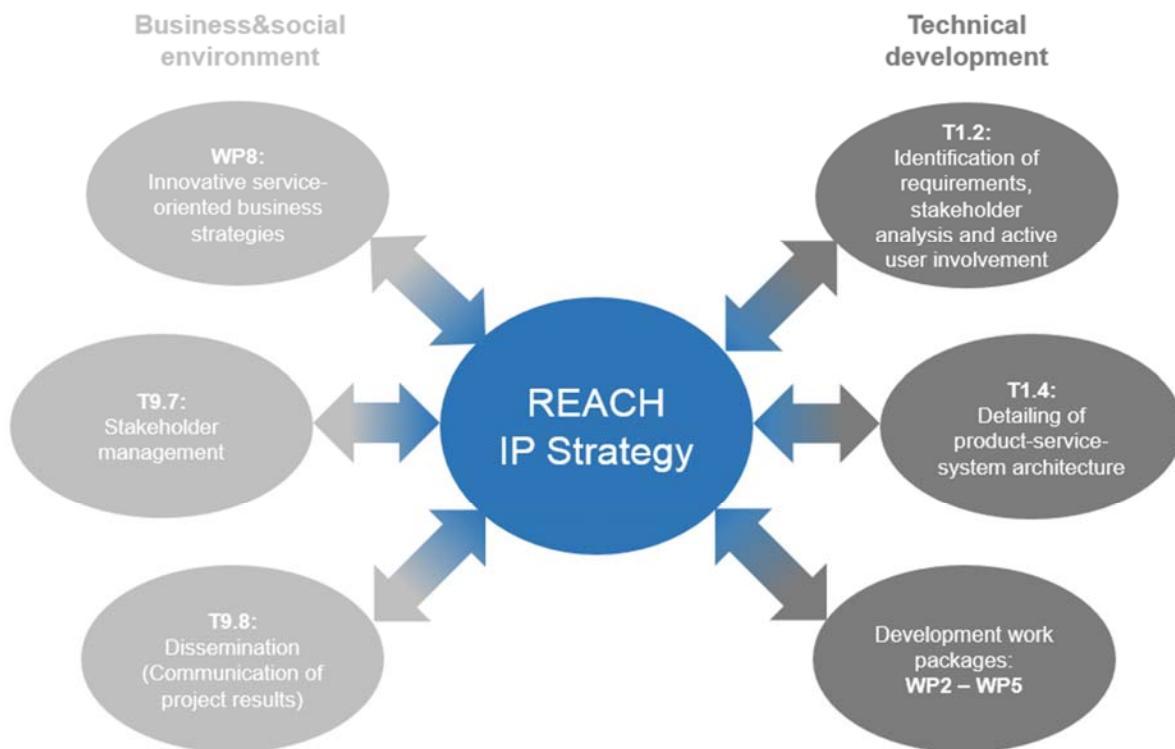 Business&social
environment
Technical
development
WP8:
Innovative service-
oriented business
strategies
T1.2:
Identification of
requirements,
stakeholder
analysis and active
user involvement
T9.7:
Stakeholder
management
REACH
IP Strategy
T1.4:
Detailing of
product-service-
system architecture
T9.8:
Dissemination
(Communication of
project results)
Development work
packages:
WP2 – WP5